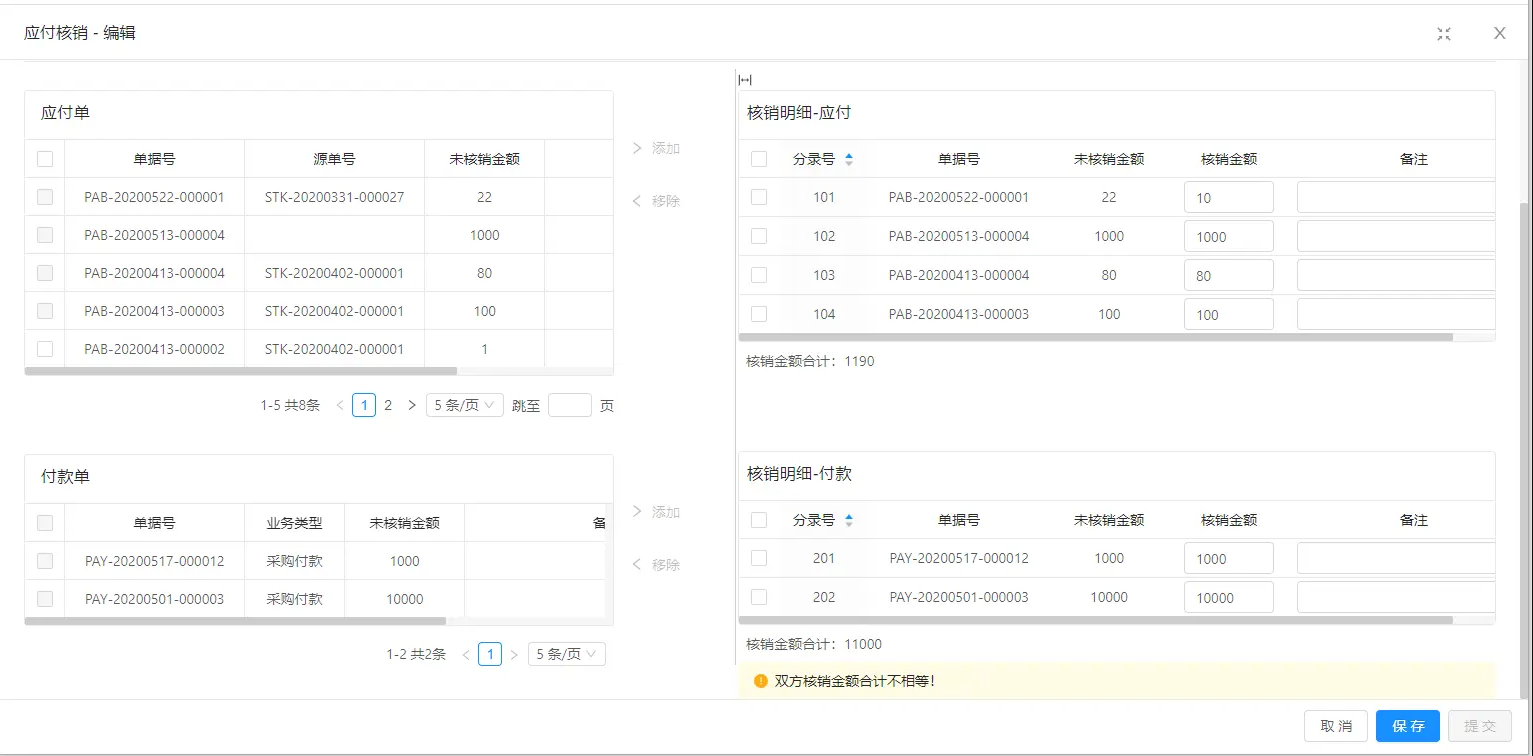 应付核销 - 编辑
X
应付单
单据号 源单号 未核销金额
PAB-20200522-000001 STK-20200331-000027 22
PAB-20200513-000004 1000
PAB-20200413-000004 STK-20200402-000001 80
PAB-20200413-000003 STK-20200402-000001 100
PAB-20200413-000002 STK-20200402-000001 1
1-5 共8条 < 1 2 > 5 条/页 跳至 页
> 添加
< 移除
核销明细-应付
分录号 单据号 未核销金额 核销金额 备注
101 PAB-20200522-000001 22 10
102 PAB-20200513-000004 1000 1000
103 PAB-20200413-000004 80 80
104 PAB-20200413-000003 100 100
核销金额合计：1190
付款单
单据号 业务类型 未核销金额 备
PAY-20200517-000012 采购付款 1000
PAY-20200501-000003 采购付款 10000
1-2 共2条 < 1 > 5 条/页
> 添加
< 移除
核销明细-付款
分录号 单据号 未核销金额 核销金额 备注
201 PAY-20200517-000012 1000 1000
202 PAY-20200501-000003 10000 10000
核销金额合计：11000
双方核销金额合计不相等！
取 消 保 存 提 交